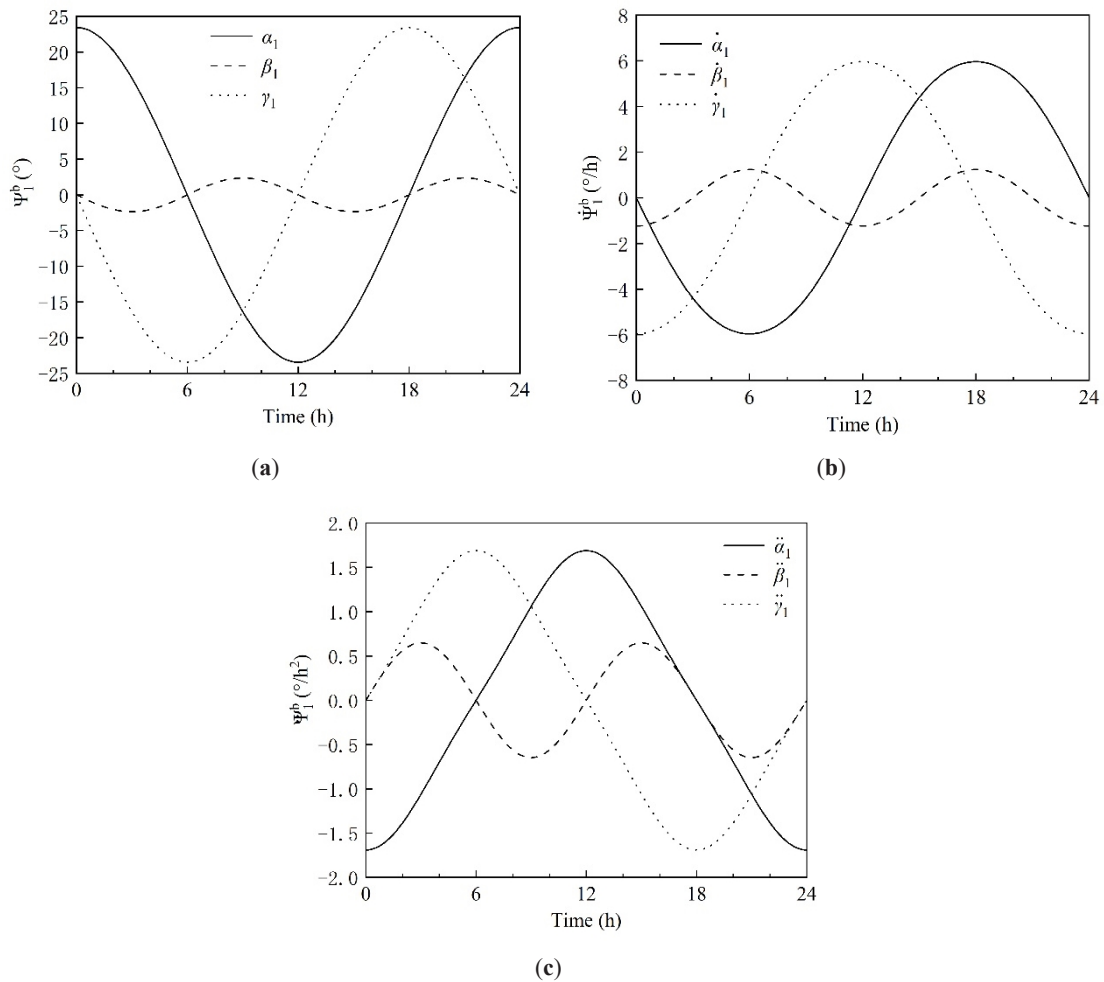 25
20
15
10
5
0
−5
−10
−15
−20
−25
Ψ₁ᵇ (°)
α₁
β₁
γ₁
0 6 12 18 24
Time (h)
(a)
8
6
4
2
0
−2
−4
−6
−8
Ψ̇₁ᵇ (°/h)
α̇₁
β̇₁
γ̇₁
0 6 12 18 24
Time (h)
(b)
2.0
1.5
1.0
0.5
0.0
−0.5
−1.0
−1.5
−2.0
Ψ̈₁ᵇ (°/h²)
α̈₁
β̈₁
γ̈₁
0 6 12 18 24
Time (h)
(c)